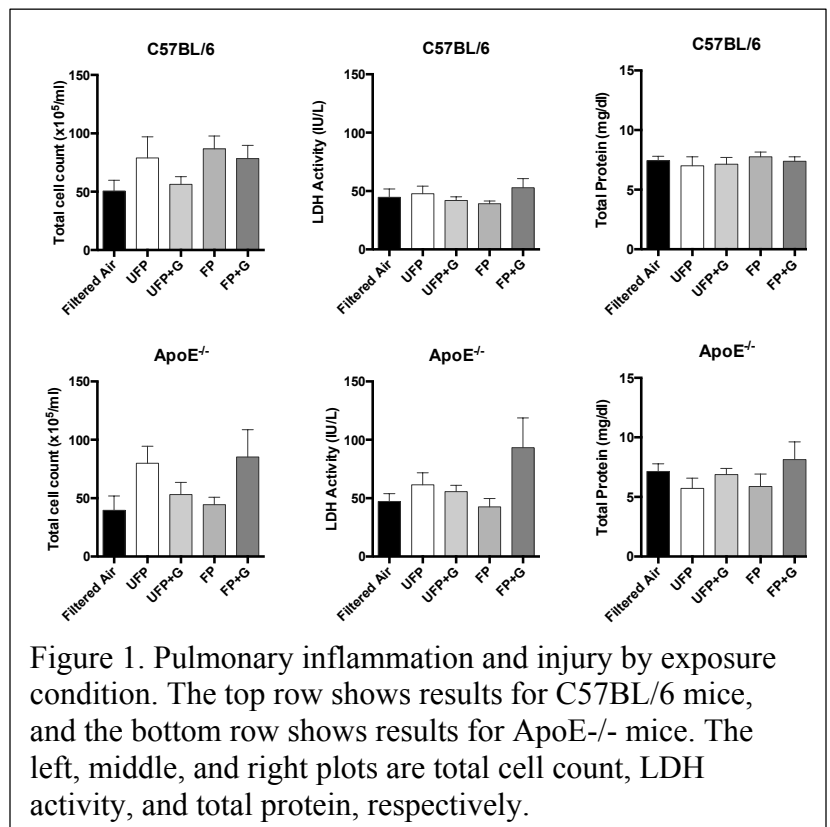 C57BL/6
Total cell count (x10⁵/ml)
150
100
50
0
Filtered Air
UFP
UFP+G
FP
FP+G
C57BL/6
LDH Activity (IU/L)
150
100
50
0
Filtered Air
UFP
UFP+G
FP
FP+G
C57BL/6
Total Protein (mg/dl)
15
10
5
0
Filtered Air
UFP
UFP+G
FP
FP+G
ApoE⁻/⁻
Total cell count (x10⁵/ml)
150
100
50
0
Filtered Air
UFP
UFP+G
FP
FP+G
ApoE⁻/⁻
LDH Activity (IU/L)
150
100
50
0
Filtered Air
UFP
UFP+G
FP
FP+G
ApoE⁻/⁻
Total Protein (mg/dl)
15
10
5
0
Filtered Air
UFP
UFP+G
FP
FP+G
Figure 1. Pulmonary inflammation and injury by exposure
condition. The top row shows results for C57BL/6 mice,
and the bottom row shows results for ApoE-/- mice. The
left, middle, and right plots are total cell count, LDH
activity, and total protein, respectively.